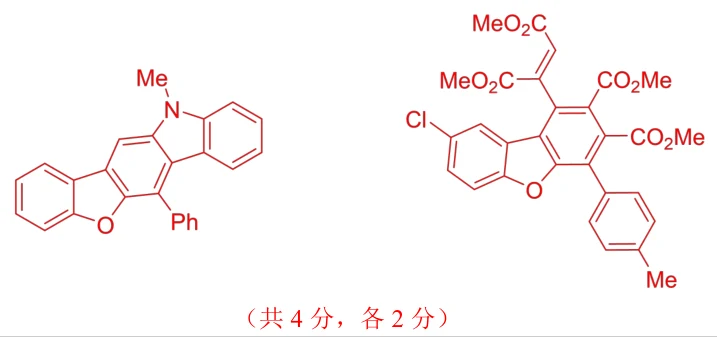 MeO₂C
Me
MeO₂C
CO₂Me
N
Cl
CO₂Me
O
Ph
O
Me
（共 4 分，各 2 分）